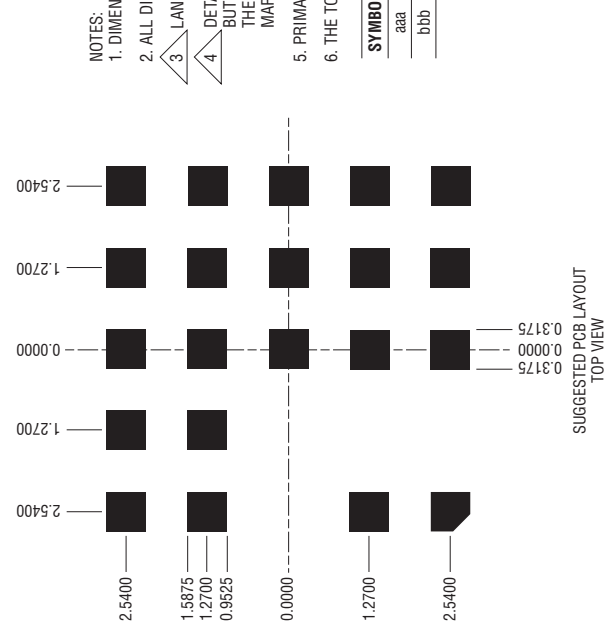 NOTES:
1. DIMEN
2. ALL DI
3 LAN
4 DETA
BUT
THE
MAR
5. PRIMA
6. THE TO
SYMBO
aaa
bbb
2.5400
1.2700
0.0000
1.2700
2.5400
2.5400
1.5875
1.2700
0.9525
0.0000
1.2700
2.5400
0.3175
0.0000
0.3175
SUGGESTED PCB LAYOUT
TOP VIEW